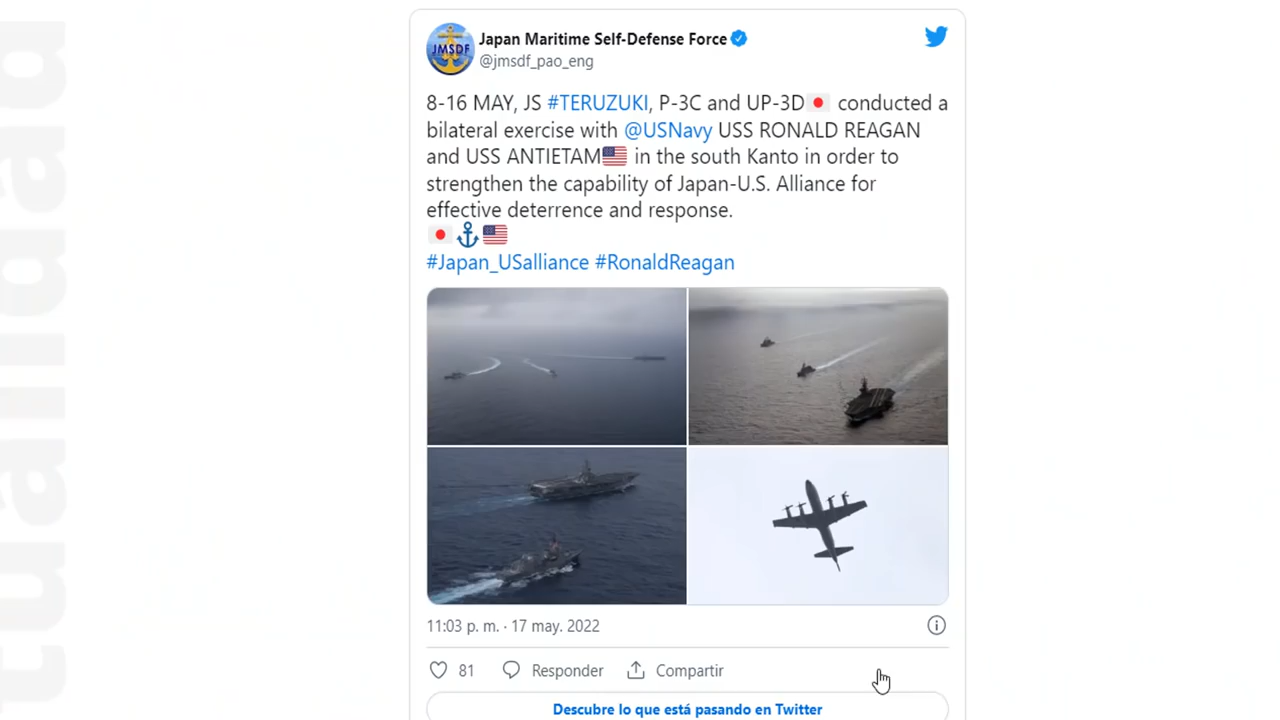 JMSDF
Japan Maritime Self-Defense Force
@jmsdf_pao_eng
8-16 MAY, JS #TERUZUKI, P-3C and UP-3D🇯🇵 conducted a
bilateral exercise with @USNavy USS RONALD REAGAN
and USS ANTIETAM🇺🇸 in the south Kanto in order to
strengthen the capability of Japan-U.S. Alliance for
effective deterrence and response.
🇯🇵⚓🇺🇸
#Japan_USalliance #RonaldReagan
11:03 p. m. · 17 may. 2022
81 Responder Compartir
Descubre lo que está pasando en Twitter